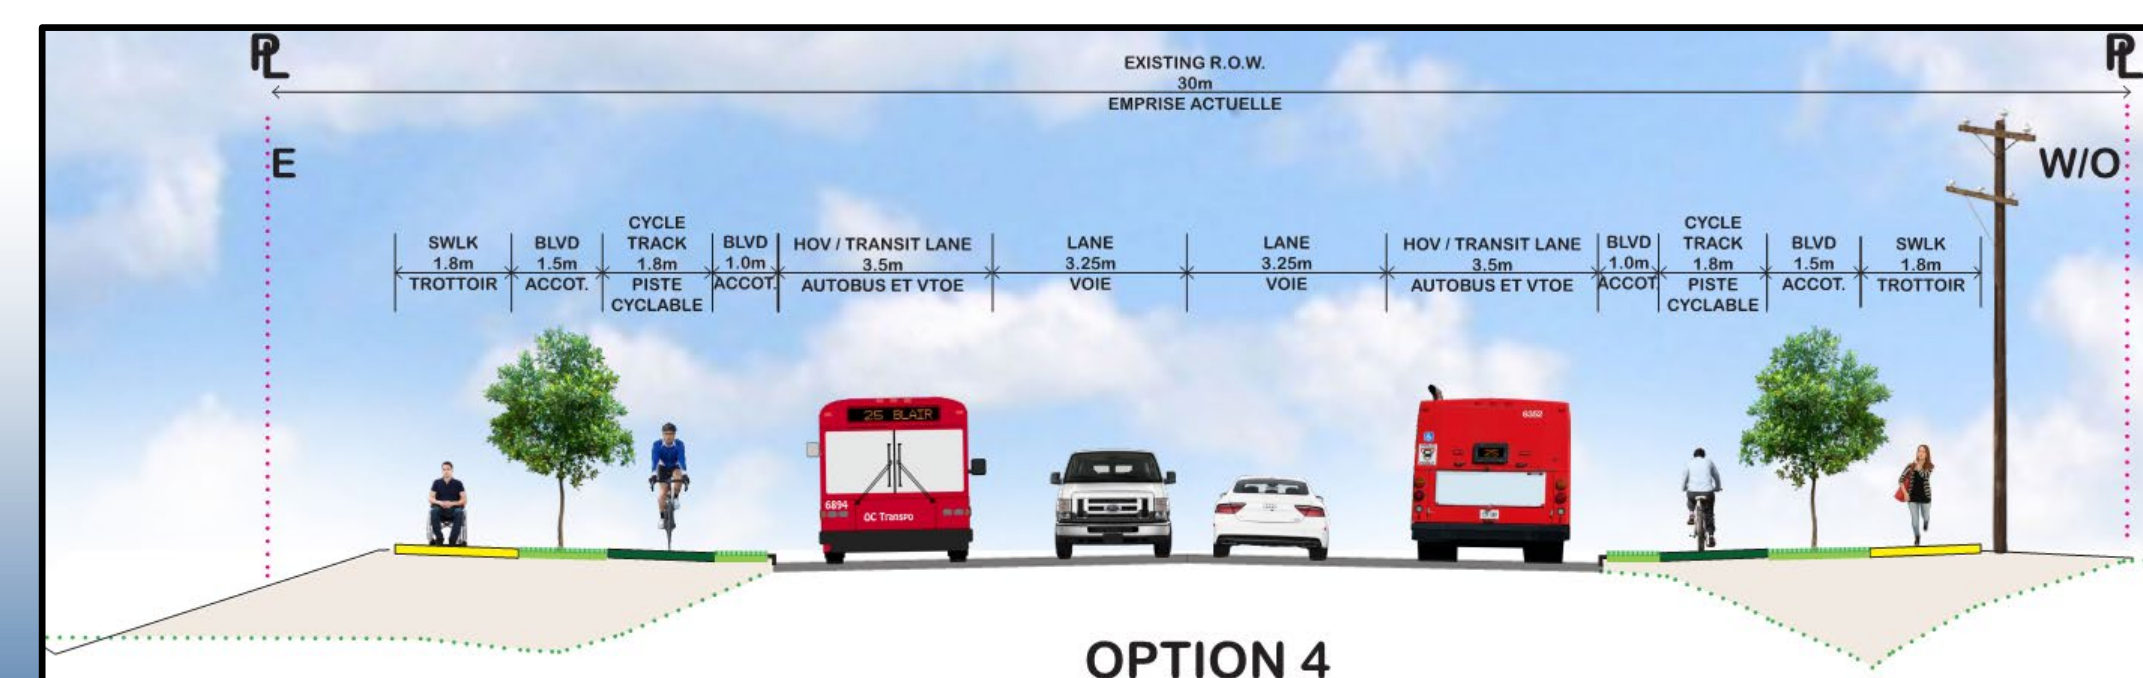 PL
PL
EXISTING R.O.W.
30m
EMPRISE ACTUELLE
E
W/O
SWLK
1.8m
TROTTOIR
BLVD
1.5m
ACCOT.
CYCLE
TRACK
1.8m
PISTE
CYCLABLE
BLVD
1.0m
ACCOT.
HOV / TRANSIT LANE
3.5m
AUTOBUS ET VTOE
LANE
3.25m
VOIE
LANE
3.25m
VOIE
HOV / TRANSIT LANE
3.5m
AUTOBUS ET VTOE
BLVD
1.0m
ACCOT.
CYCLE
TRACK
1.8m
PISTE
CYCLABLE
BLVD
1.5m
ACCOT.
SWLK
1.8m
TROTTOIR
25 BLAIR
6894
OC Transpo
6352
25
OPTION 4